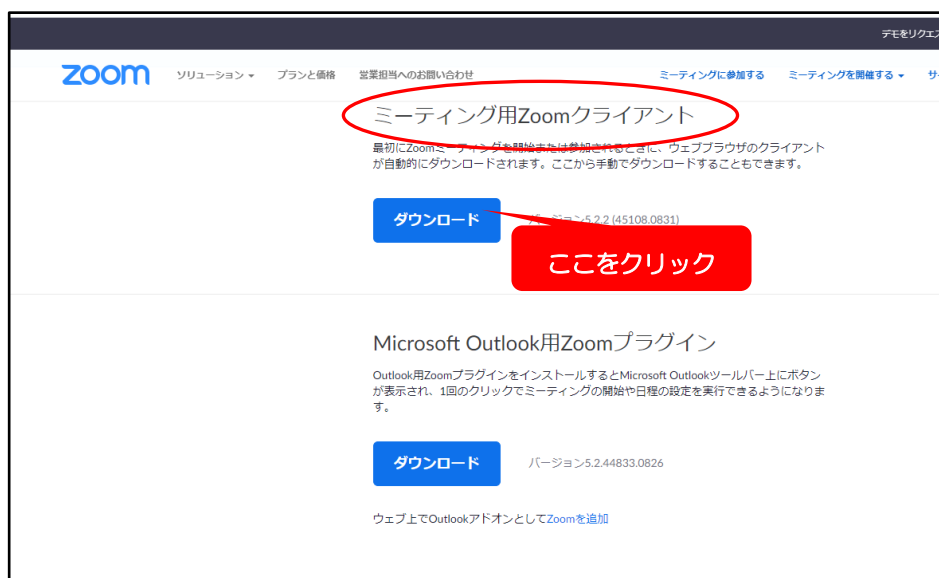 デモをリクエス
zoom ソリューション プランと価格 営業担当へのお問い合わせ ミーティングに参加する ミーティングを開催する サ
ミーティング用Zoomクライアント
最初にZoomミーティングを開始または参加されるときに、ウェブブラウザのクライアント
が自動的にダウンロードされます。ここから手動でダウンロードすることもできます。
ダウンロード バージョン5.2.2 (45108.0831)
ここをクリック
Microsoft Outlook用Zoomプラグイン
Outlook用ZoomプラグインをインストールするとMicrosoft Outlookツールバー上にボタン
が表示され、1回のクリックでミーティングの開始や日程の設定を実行できるようになりま
す。
ダウンロード バージョン5.2.44833.0826
ウェブ上でOutlookアドオンとしてZoomを追加